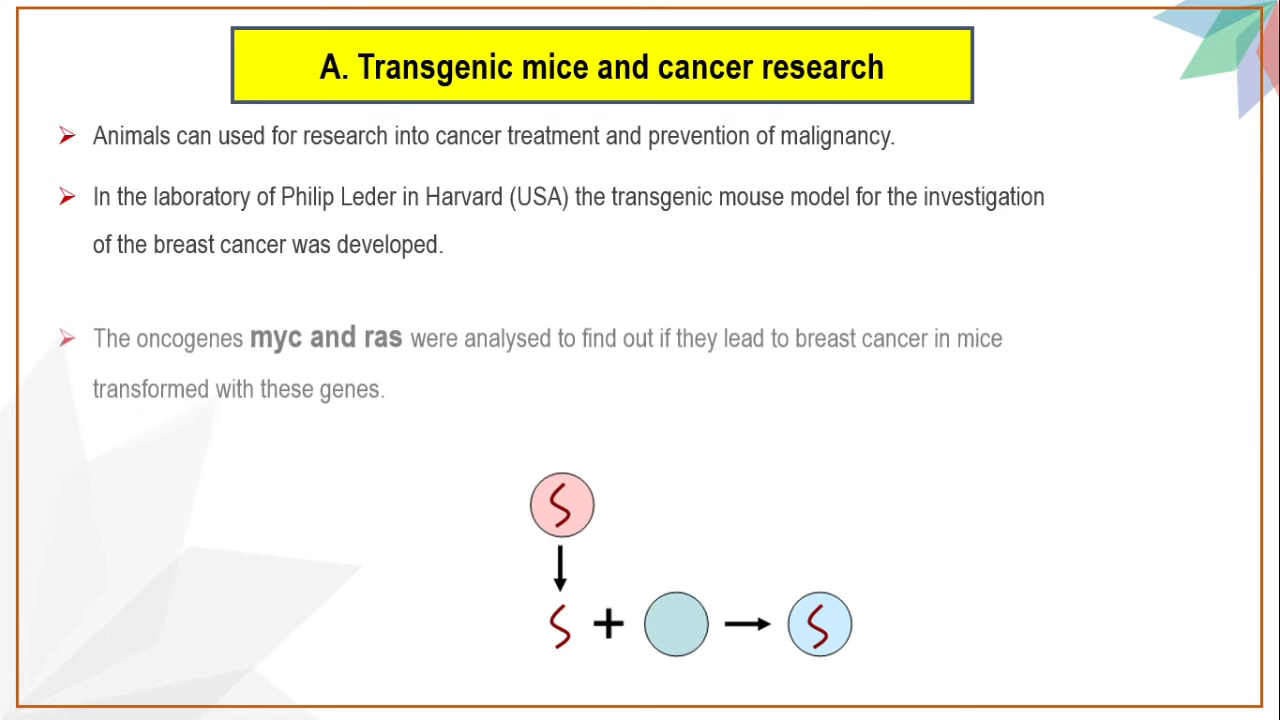 A. Transgenic mice and cancer research
Animals can used for research into cancer treatment and prevention of malignancy.
In the laboratory of Philip Leder in Harvard (USA) the transgenic mouse model for the investigation
of the breast cancer was developed.
The oncogenes myc and ras were analysed to find out if they lead to breast cancer in mice
transformed with these genes.
+